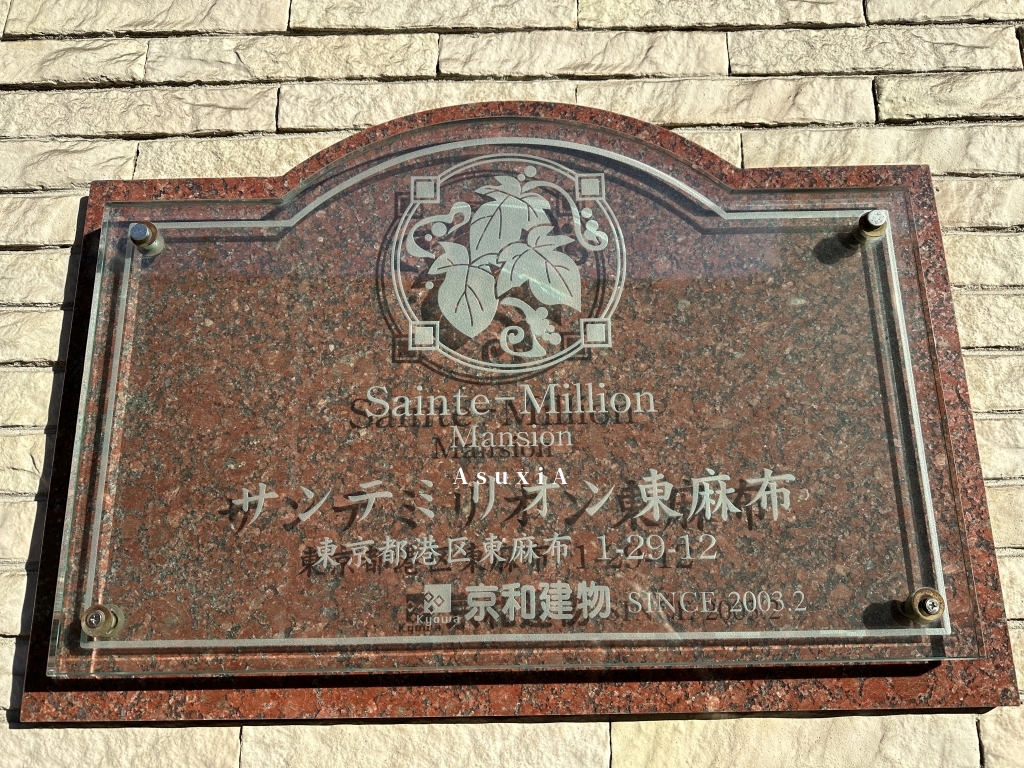 Sainte-Million
Mansion
AsuxiA
サンテミリオン東麻布
東京都港区東麻布 1-29-12
Kyowa 京和建物 SINCE 2003.2